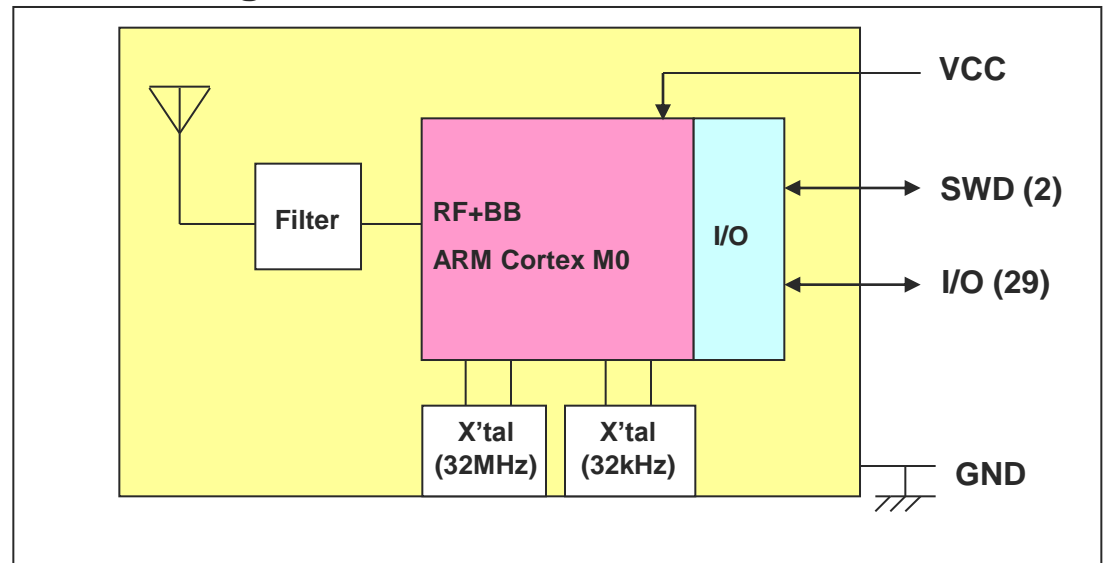 VCC
SWD (2)
Filter
RF+BB
ARM Cortex M0
I/O
I/O (29)
X’tal
(32MHz)
X’tal
(32kHz)
GND